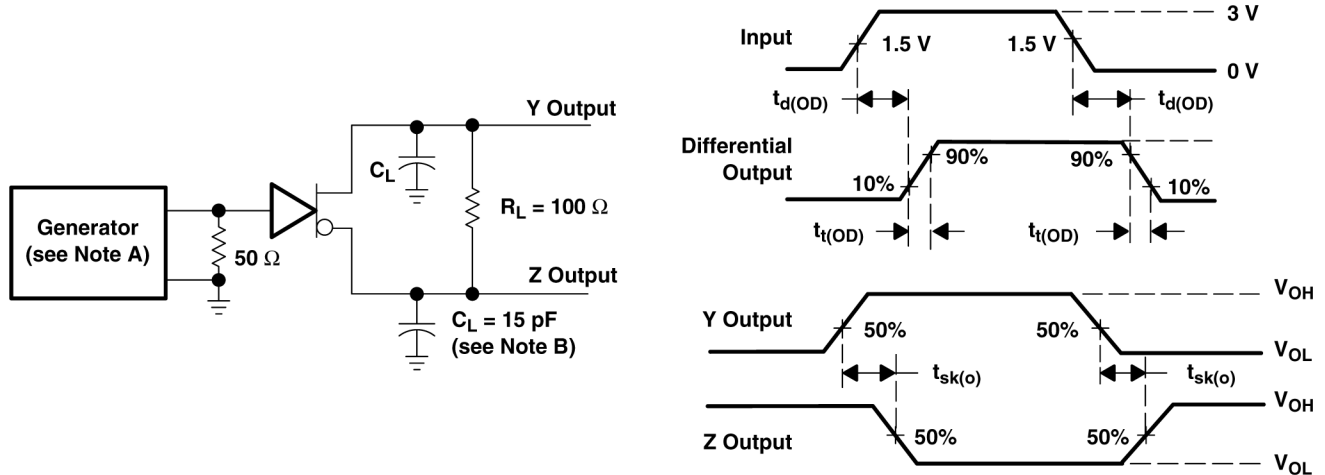 Y Output
C_L
R_L = 100 Ω
Generator
(see Note A)
50 Ω
Z Output
C_L = 15 pF
(see Note B)
Input
1.5 V
1.5 V
3 V
0 V
t_d(OD)
t_d(OD)
Differential
Output
90%
90%
10%
10%
t_t(OD)
t_t(OD)
Y Output
50%
50%
V_OH
V_OL
t_sk(o)
t_sk(o)
Z Output
50%
50%
V_OH
V_OL